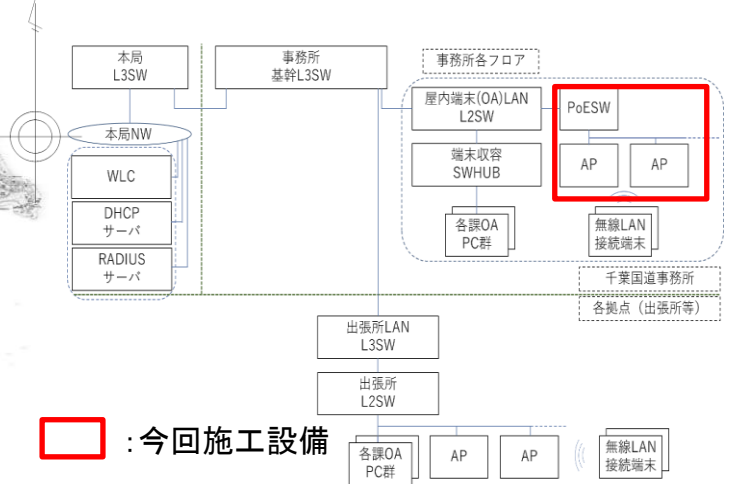 本局
L3SW
事務所
基幹L3SW
事務所各フロア
屋内端末(OA)LAN
L2SW
PoESW
本局NW
端末収容
SWHUB
AP
AP
WLC
DHCP
サーバ
各課OA
PC群
無線LAN
接続端末
RADIUS
サーバ
千葉国道事務所
各拠点（出張所等）
出張所LAN
L3SW
出張所
L2SW
：今回施工設備
各課OA
PC群
AP
AP
無線LAN
接続端末